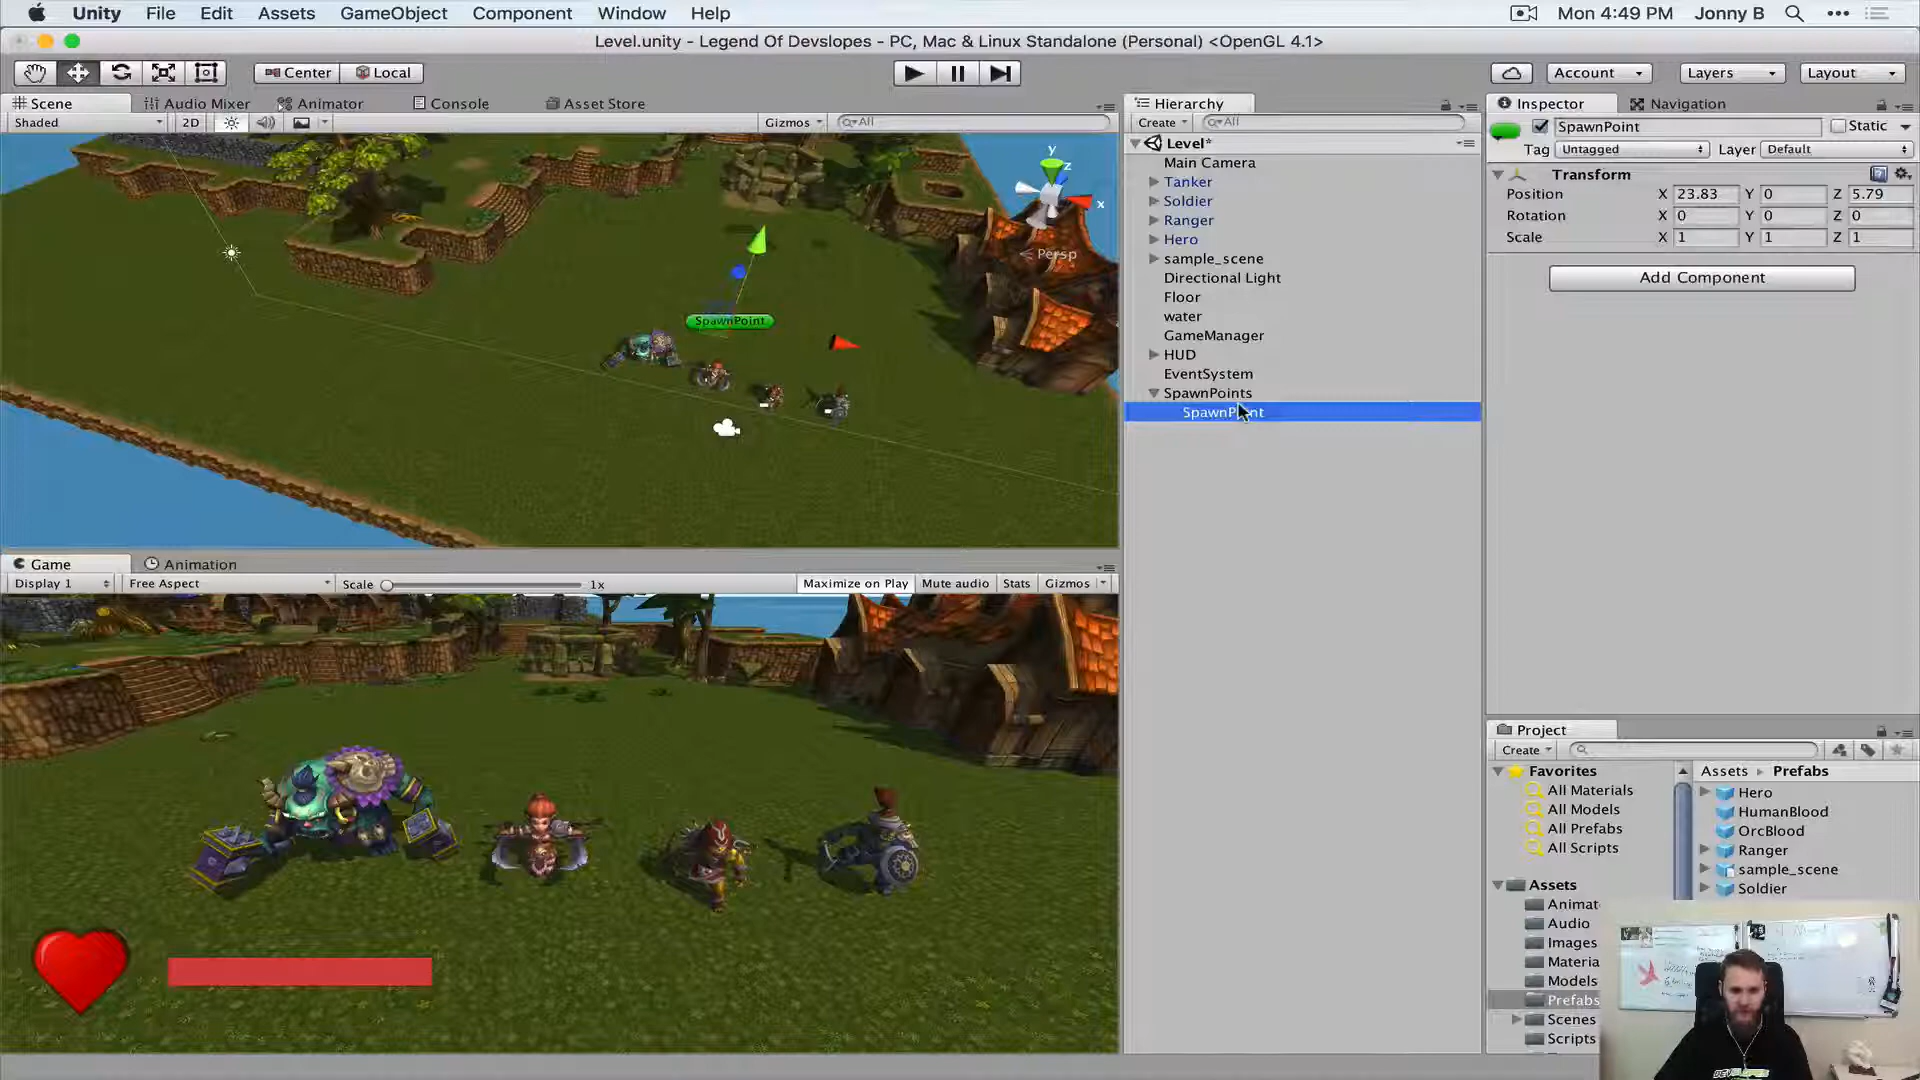 Unity File Edit Assets GameObject Component Window Help Mon 4:49 PM Jonny B
Level.unity - Legend Of Devslopes - PC, Mac & Linux Standalone (Personal) <OpenGL 4.1>
Center Local Account Layers Layout
Scene Audio Mixer Animator Console Asset Store
Shaded 2D Gizmos All
y
z
x
Persp
SpawnPoint
Game Animation
Display 1 Free Aspect Scale 1x Maximize on Play Mute audio Stats Gizmos
Hierarchy
Create All
Level*
Main Camera
Tanker
Soldier
Ranger
Hero
sample_scene
Directional Light
Floor
water
GameManager
HUD
EventSystem
SpawnPoints
SpawnPoint
Inspector Navigation
SpawnPoint Static
Tag Untagged Layer Default
Transform
Position X 23.83 Y 0 Z 5.79
Rotation X 0 Y 0 Z 0
Scale X 1 Y 1 Z 1
Add Component
Project
Create
Favorites
All Materials
All Models
All Prefabs
All Scripts
Assets
Animat
Audio
Images
Materia
Models
Prefabs
Scenes
Scripts
Assets Prefabs
Hero
HumanBlood
OrcBlood
Ranger
sample_scene
Soldier